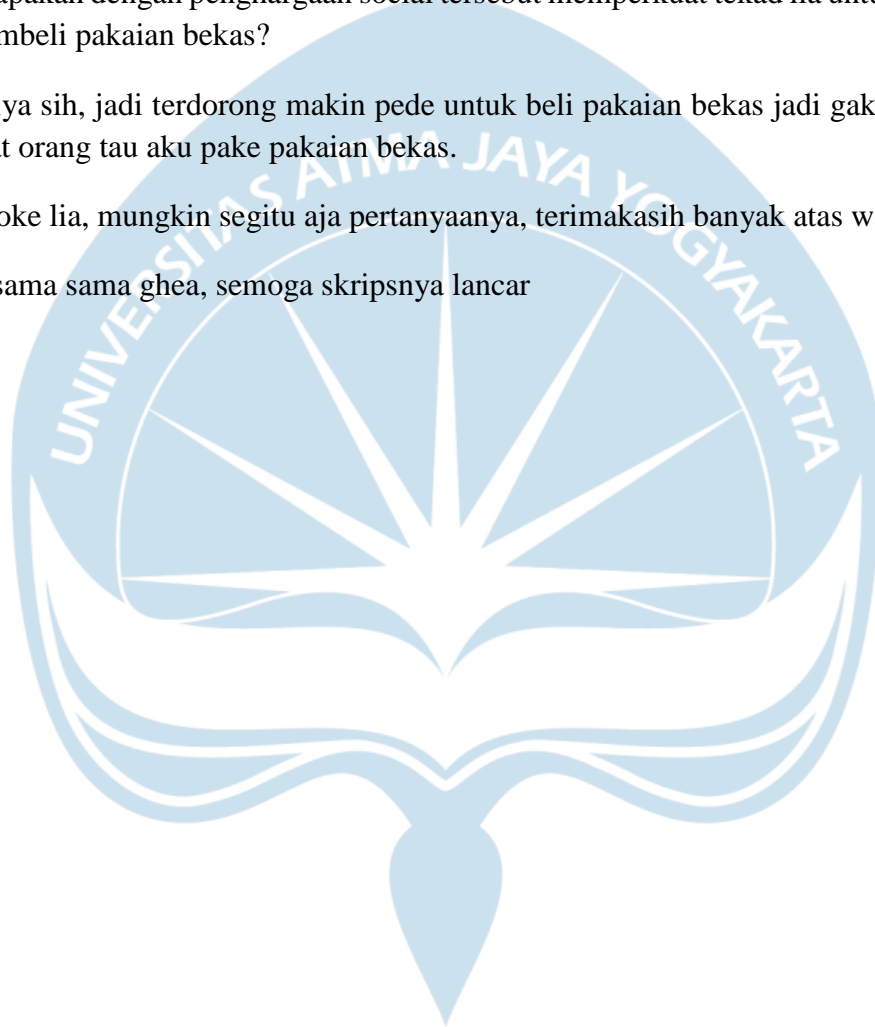 dengan penghargaan social tersebut memperkuat tekad lia untu
mbeli pakaian bekas?
ya sih, jadi terdorong makin pede untuk beli pakaian bekas jadi gak
at orang tau aku pake pakaian bekas.
oke lia, mungkin segitu aja pertanyaanya, terimakasih banyak atas w
sama sama ghea, semoga skripsnya lancar
UNIVERSITAS ATMA JAYA YOGYAKARTA